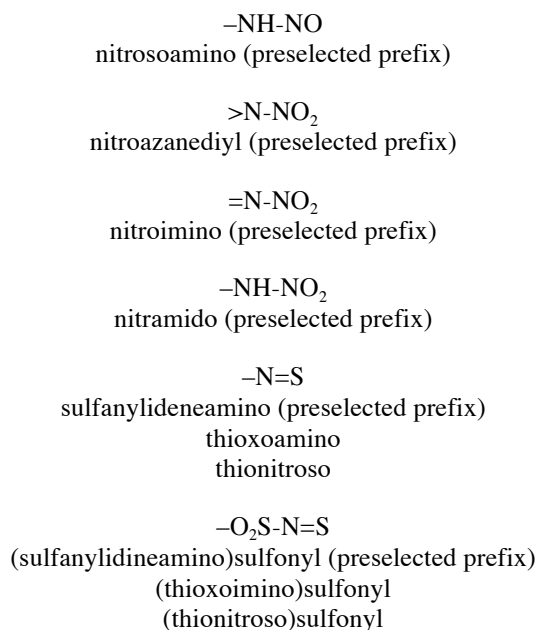 –NH-NO
nitrosoamino (preselected prefix)
>N-NO₂
nitroazanediyl (preselected prefix)
=N-NO₂
nitroimino (preselected prefix)
–NH-NO₂
nitramido (preselected prefix)
–N=S
sulfanylideneamino (preselected prefix)
thioxoamino
thionitroso
–O₂S-N=S
(sulfanylidineamino)sulfonyl (preselected prefix)
(thioxoimino)sulfonyl
(thionitroso)sulfonyl